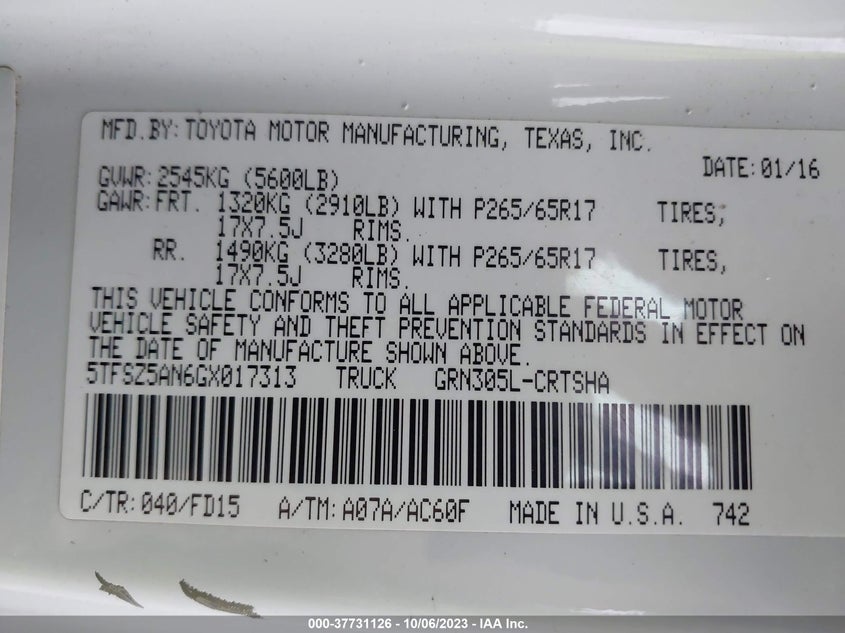 MFD.BY: TOYOTA MOTOR MANUFACTURING, TEXAS, INC.
DATE: 01/16
GVWR: 2545KG (5600LB)
GAWR: FRT. 1320KG (2910LB) WITH P265/65R17 TIRES,
17X7.5J RIMS.
RR. 1490KG (3280LB) WITH P265/65R17 TIRES,
17X7.5J RIMS.
THIS VEHICLE CONFORMS TO ALL APPLICABLE FEDERAL MOTOR
VEHICLE SAFETY AND THEFT PREVENTION STANDARDS IN EFFECT ON
THE DATE OF MANUFACTURE SHOWN ABOVE.
5TFSZ5AN6GX017313 TRUCK GRN305L-CRTSHA
C/TR: 040/FD15 A/TM: A07A/AC60F MADE IN U.S.A. 742
000-37731126 - 10/06/2023 - IAA Inc.